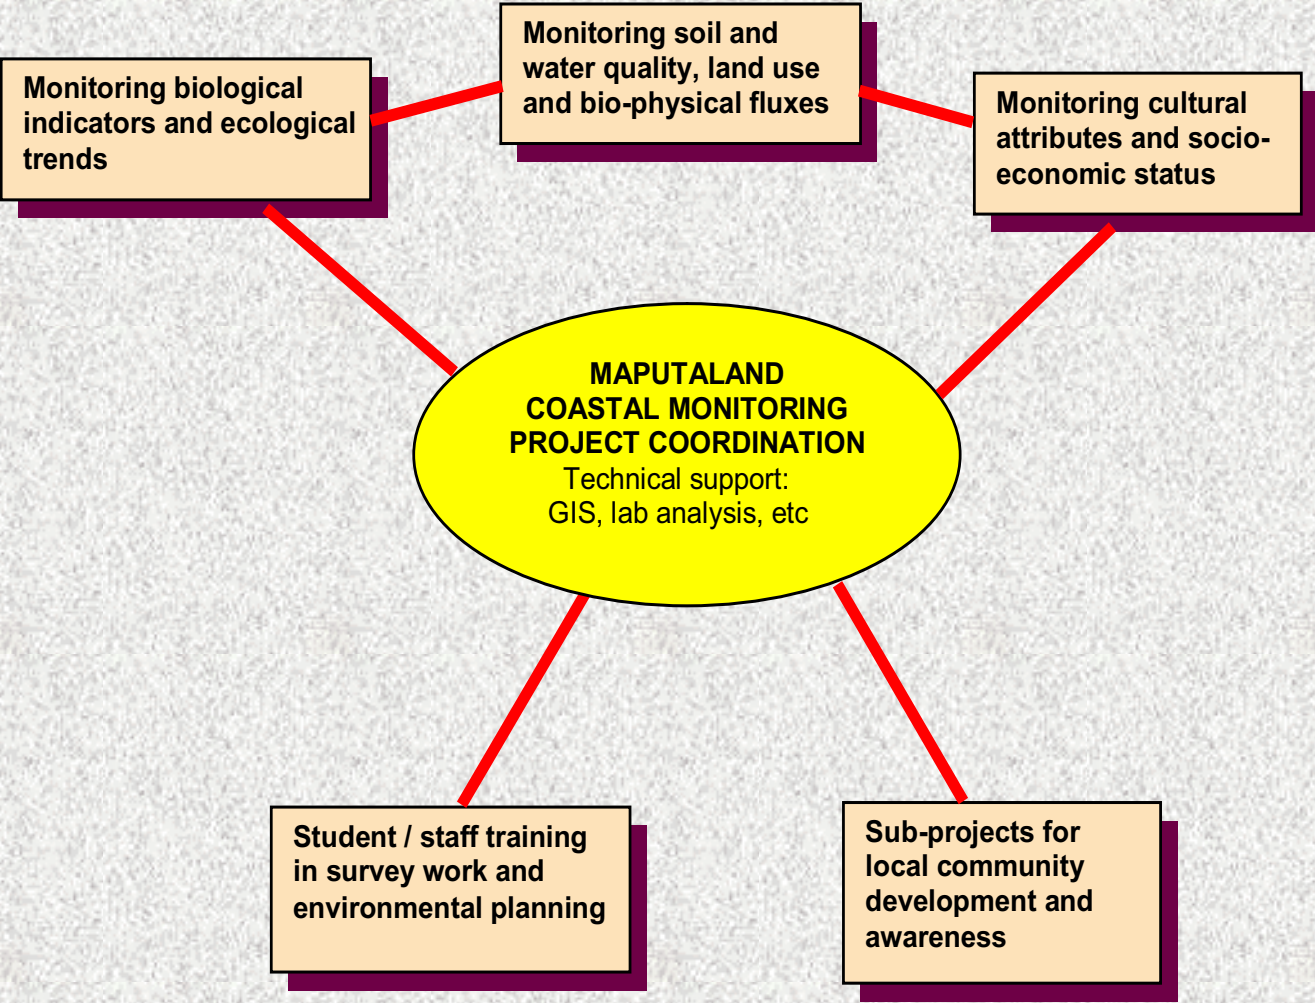 Monitoring soil and
water quality, land use
and bio-physical fluxes
Monitoring biological
indicators and ecological
trends
Monitoring cultural
attributes and socio-
economic status
MAPUTALAND
COASTAL MONITORING
PROJECT COORDINATION
Technical support:
GIS, lab analysis, etc
Student / staff training
in survey work and
environmental planning
Sub-projects for
local community
development and
awareness